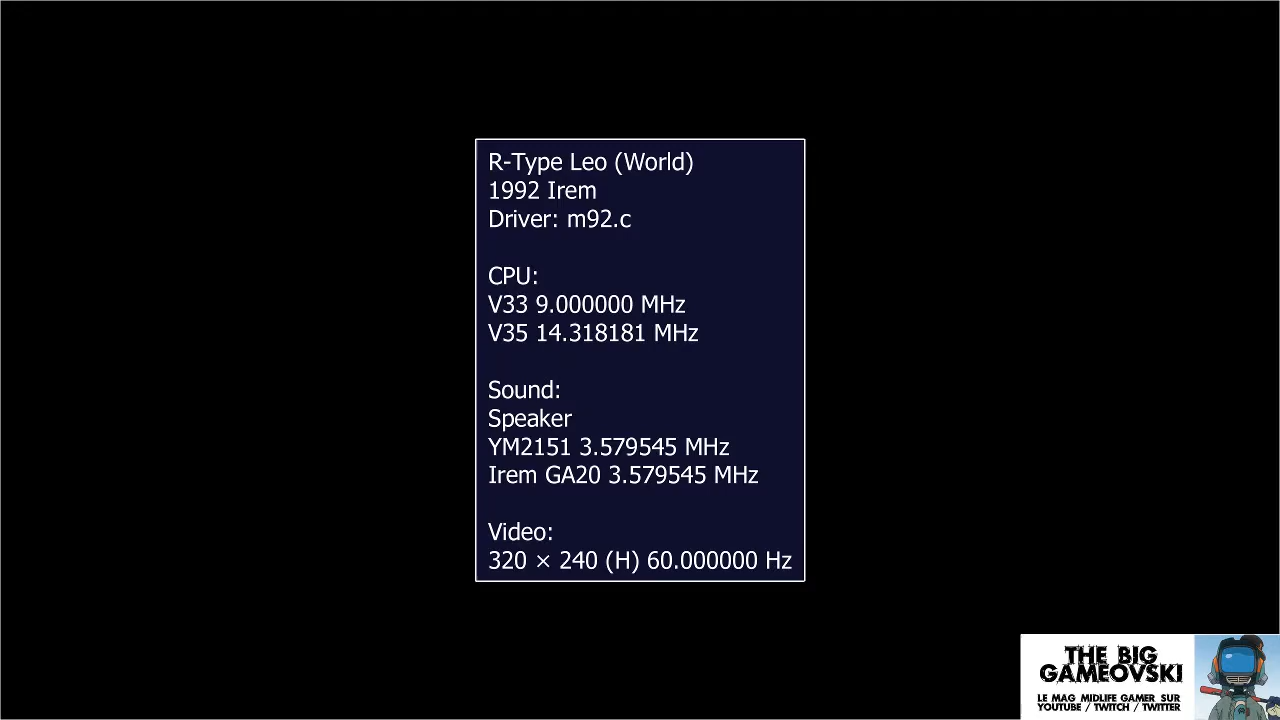 R-Type Leo (World)
1992 Irem
Driver: m92.c
CPU:
V33 9.000000 MHz
V35 14.318181 MHz
Sound:
Speaker
YM2151 3.579545 MHz
Irem GA20 3.579545 MHz
Video:
320 × 240 (H) 60.000000 Hz
THE BIG
GAMEOVSKI
LE MAG MIDLIFE GAMER SUR
YOUTUBE / TWITCH / TWITTER